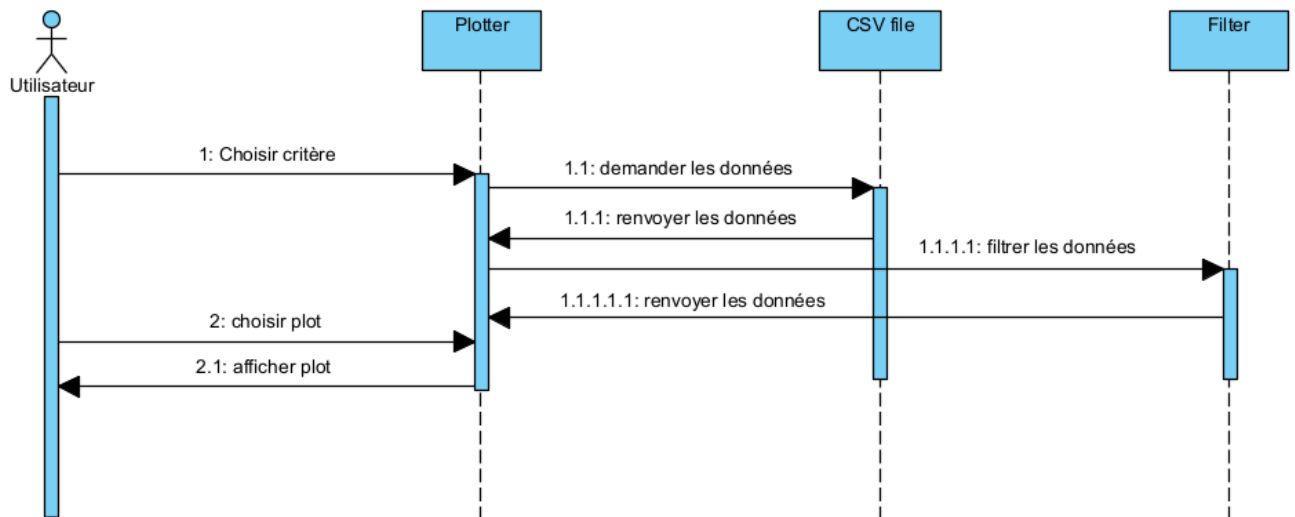 Plotter
CSV file
Filter
Utilisateur
1: Choisir critère
1.1: demander les données
1.1.1: renvoyer les données
1.1.1.1: filtrer les données
1.1.1.1.1: renvoyer les données
2: choisir plot
2.1: afficher plot